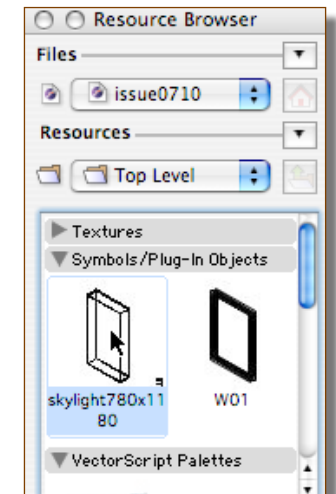 Resource Browser
Files
issue0710
Resources
Top Level
Textures
Symbols/Plug-In Objects
skylight780x11
80
W01
VectorScript Palettes